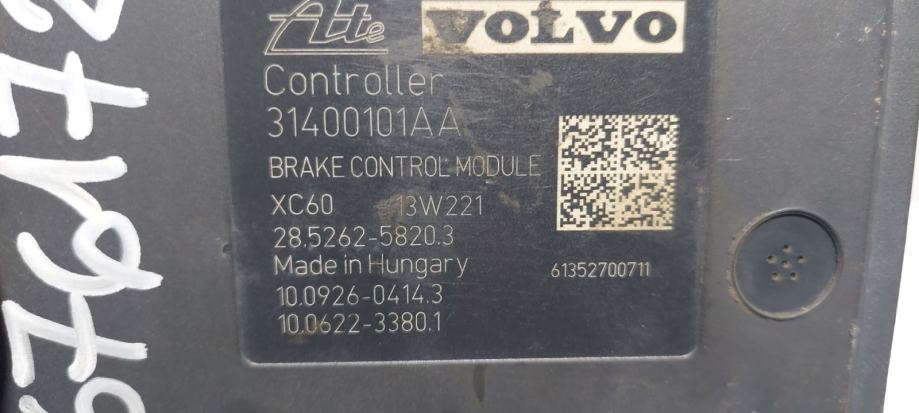 Ate VOLVO
Controller
31400101AA
BRAKE CONTROL MODULE
XC60 13W221
28.5262-5820.3
Made in Hungary
61352700711
10.0926-0414.3
10.0622-3380.1